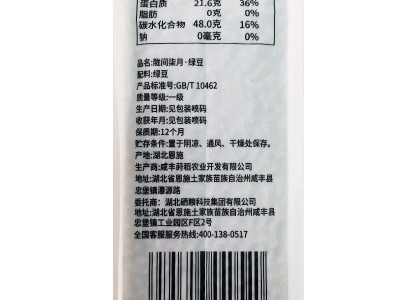 蛋白质 21.6克 36%
脂肪 0克 0%
碳水化合物 48.0克 16%
钠 0毫克 0%
品名:陇间柒月·绿豆
配料:绿豆
产品标准号:GB/T 10462
质量等级:一级
生产日期:见包装喷码
收获年月:见包装喷码
保质期:12个月
贮存条件:置于阴凉、通风、干燥处保存。
产地:湖北恩施
生产商:咸丰莳稻农业开发有限公司
地址:湖北省恩施土家族苗族自治州咸丰县
忠堡镇瀑源路
委托商：湖北硒粮科技集团有限公司
地址:湖北省恩施土家族苗族自治州咸丰县
忠堡镇工业园区F区2号
全国客服服务热线:400-138-0517